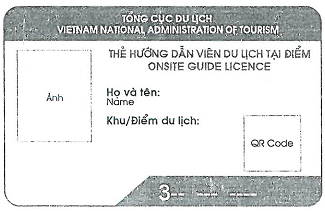 TỔNG CỤC DU LỊCH
VIETNAM NATIONAL ADMINISTRATION OF TOURISM
THẺ HƯỚNG DẪN VIÊN DU LỊCH TẠI ĐIỂM
ONSITE GUIDE LICENCE
Ảnh
Họ và tên:
Name
Khu/Điểm du lịch:
QR Code
3